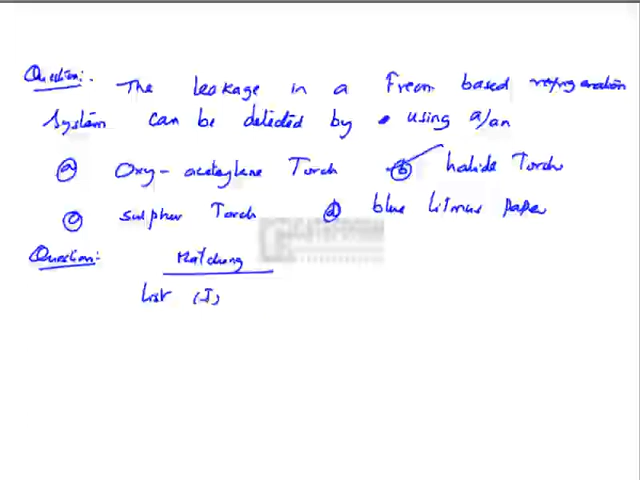 Question:. The leakage in a Freon based refrigeration
System can be detected by using a/an
(a) Oxy-acetylene Torch (b) halide Torch
(c) sulphur Torch (d) blue litmus paper
Question: Matching
List (I)